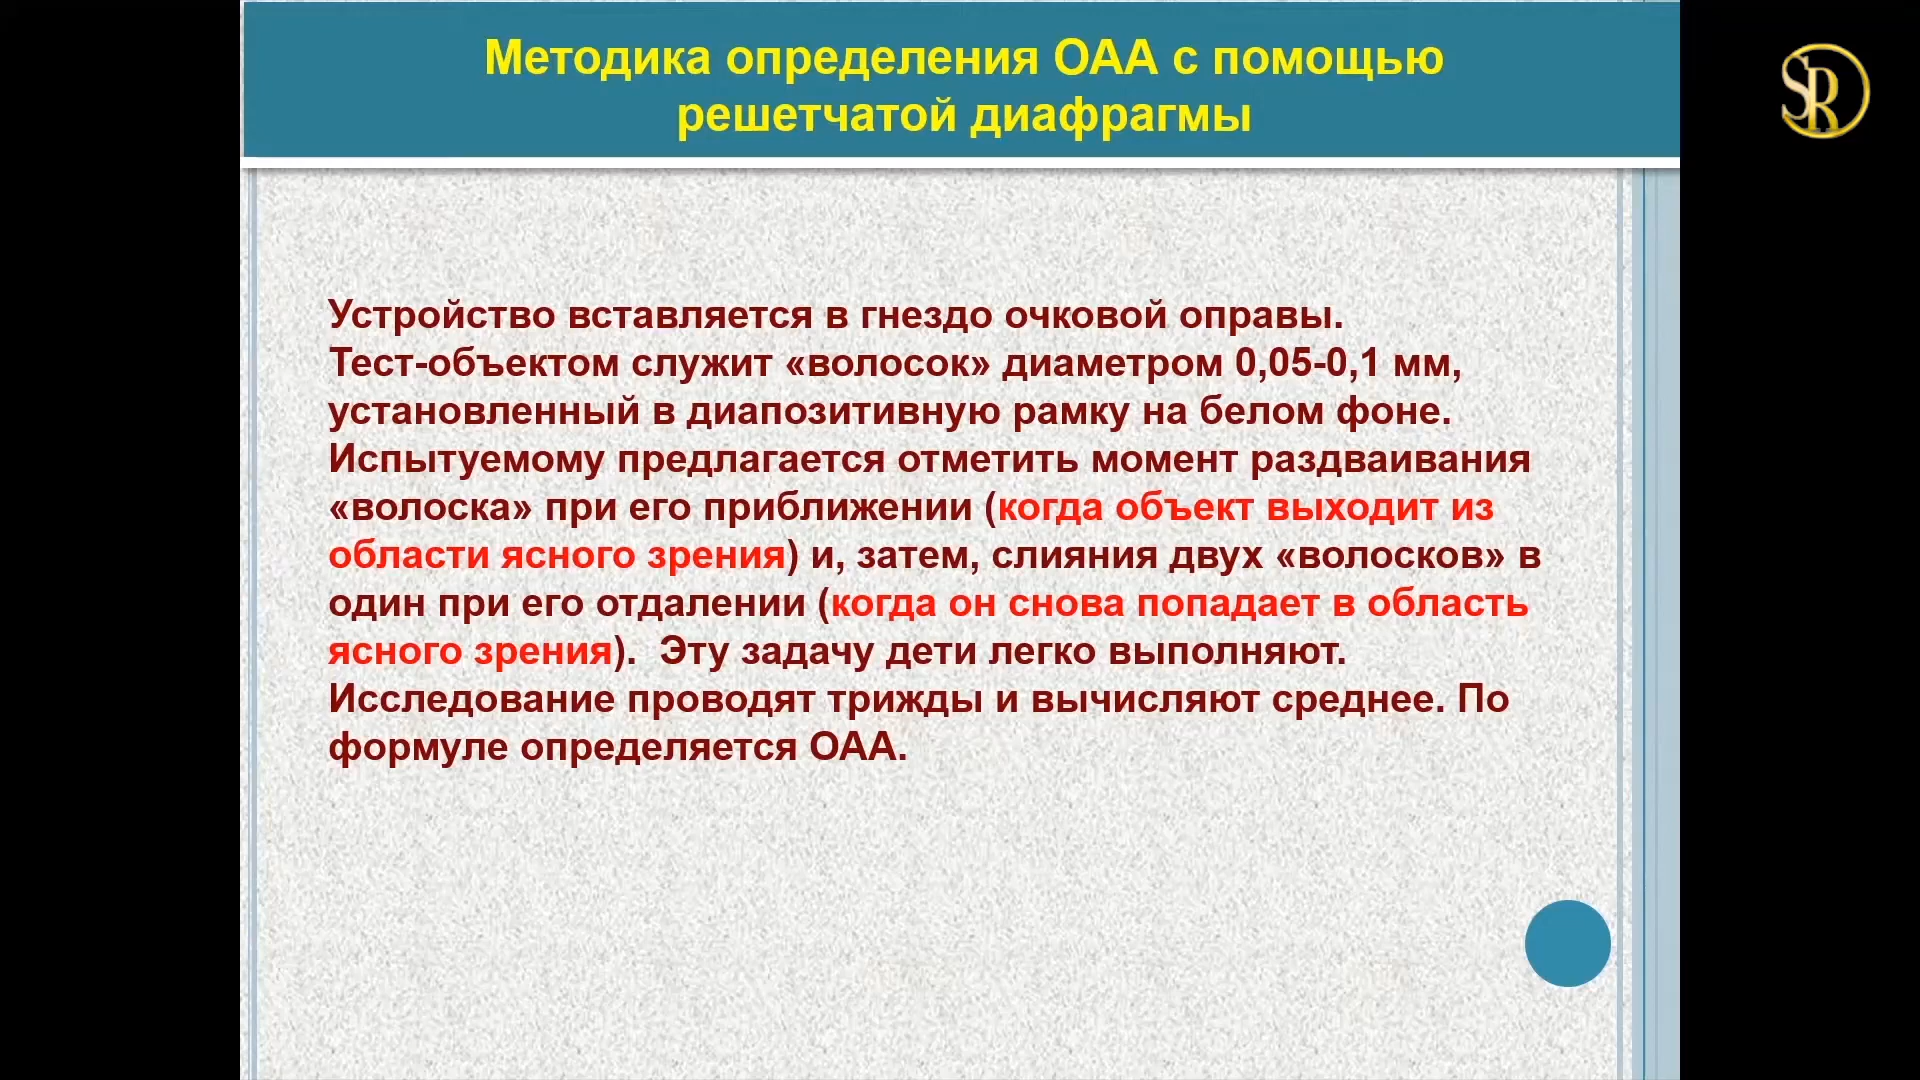 Методика определения ОАА с помощью
решетчатой диафрагмы
SR
Устройство вставляется в гнездо очковой оправы.
Тест-объектом служит «волосок» диаметром 0,05-0,1 мм,
установленный в диапозитивную рамку на белом фоне.
Испытуемому предлагается отметить момент раздваивания
«волоска» при его приближении (когда объект выходит из
области ясного зрения) и, затем, слияния двух «волосков» в
один при его отдалении (когда он снова попадает в область
ясного зрения).  Эту задачу дети легко выполняют.
Исследование проводят трижды и вычисляют среднее. По
формуле определяется ОАА.